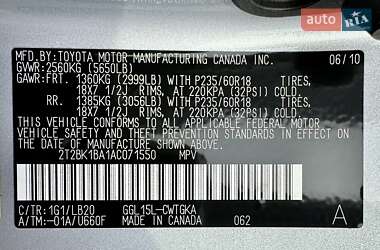 auto RIA.com
MFD.BY: TOYOTA MOTOR MANUFACTURING CANADA INC. 06/10
GVWR: 2560KG (5650LB)
GAWR: FRT. 1360KG (2999LB) WITH P235/60R18 TIRES,
18X7 1/2J RIMS, AT 220KPA (32PSI) COLD.
RR. 1385KG (3056LB) WITH P235/60R18 TIRES,
18X7 1/2J RIMS, AT 220KPA (32PSI) COLD.
THIS VEHICLE CONFORMS TO ALL APPLICABLE FEDERAL MOTOR
VEHICLE SAFETY AND THEFT PREVENTION STANDARDS IN EFFECT ON
THE DATE OF MANUFACTURE SHOWN ABOVE.
2T2BK1BA1AC071550 MPV
C/TR: 1G1/LB20 GGL15L-CWTGKA
A/TM:-01A/U660F MADE IN CANADA 062 A